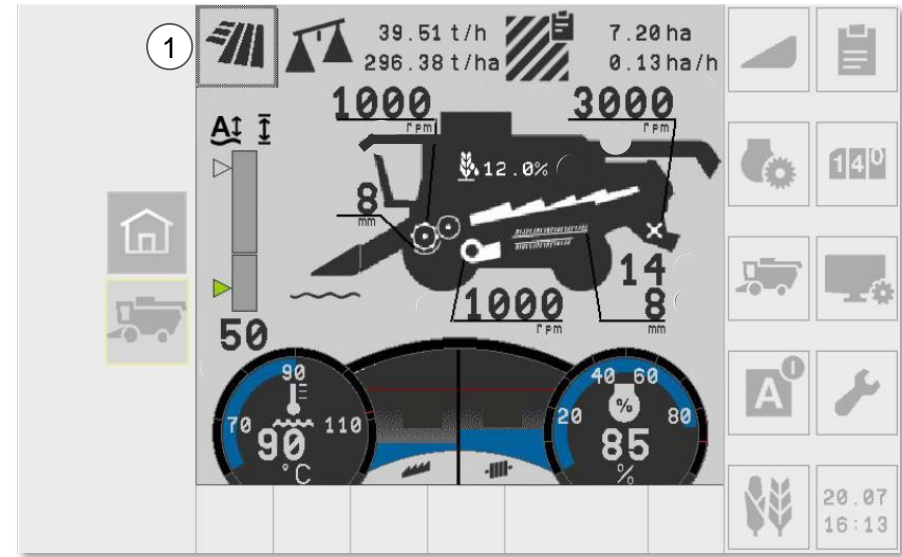 1
39.51 t/h
7.20 ha
296.38 t/ha
0.13 ha/h
1000
rpm
3000
rpm
A
12.0%
140
8
mm
14
1000
rpm
8
mm
50
90
70
110
90
°C
40
60
20
80
%
85
%
A
20.07
16:13